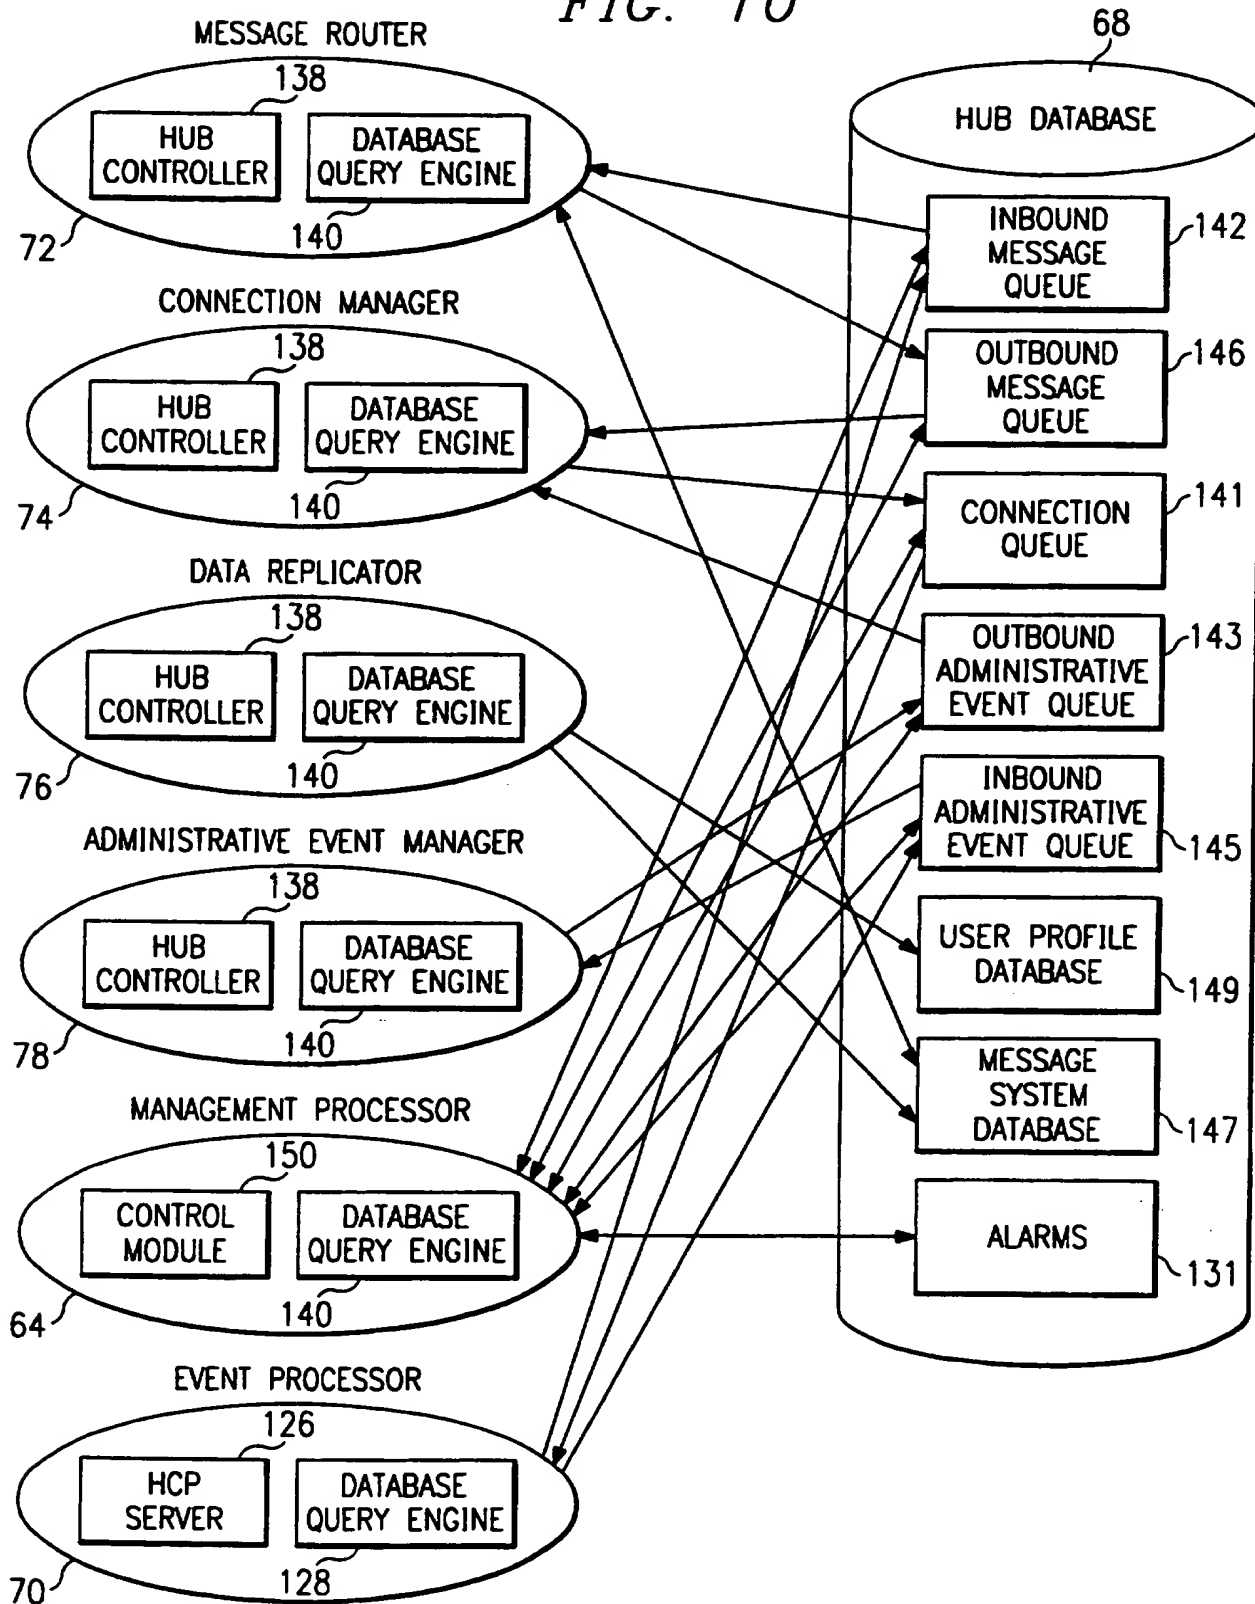 FIG. 10
MESSAGE ROUTER
138
HUB
CONTROLLER
DATABASE
QUERY ENGINE
140
72
CONNECTION MANAGER
138
HUB
CONTROLLER
DATABASE
QUERY ENGINE
140
74
DATA REPLICATOR
138
HUB
CONTROLLER
DATABASE
QUERY ENGINE
140
76
ADMINISTRATIVE EVENT MANAGER
138
HUB
CONTROLLER
DATABASE
QUERY ENGINE
140
78
MANAGEMENT PROCESSOR
150
CONTROL
MODULE
DATABASE
QUERY ENGINE
140
64
EVENT PROCESSOR
126
HCP
SERVER
DATABASE
QUERY ENGINE
128
70
68
HUB DATABASE
INBOUND
MESSAGE
QUEUE
142
OUTBOUND
MESSAGE
QUEUE
146
CONNECTION
QUEUE
141
OUTBOUND
ADMINISTRATIVE
EVENT QUEUE
143
INBOUND
ADMINISTRATIVE
EVENT QUEUE
145
USER PROFILE
DATABASE
149
MESSAGE
SYSTEM
DATABASE
147
ALARMS
131